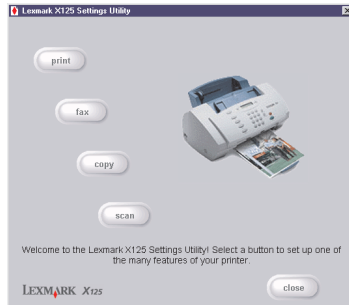 Lexmark X125 Settings Utility
print
fax
copy
scan
Welcome to the Lexmark X125 Settings Utility! Select a button to set up one of
the many features of your printer.
LEXMARK X125
close